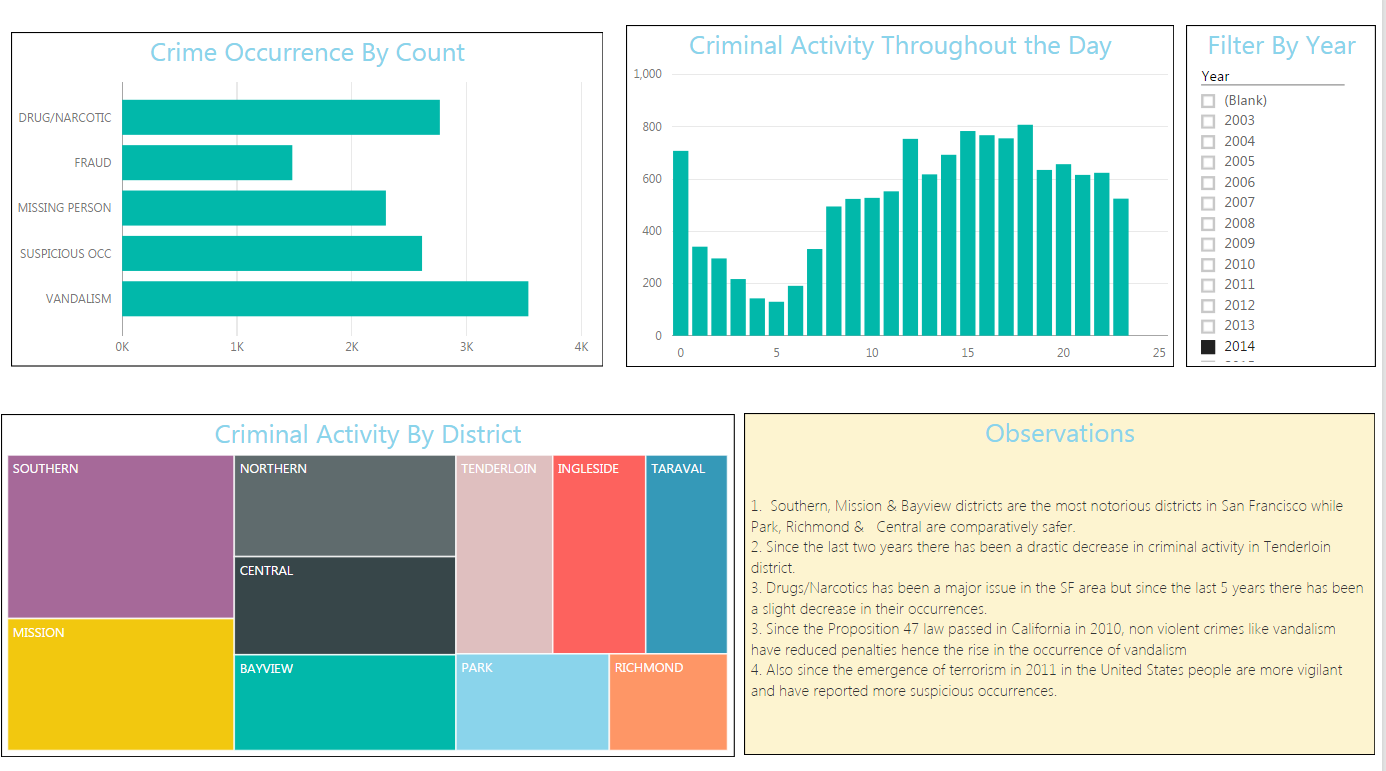 Crime Occurrence By Count
DRUG/NARCOTIC
FRAUD
MISSING PERSON
SUSPICIOUS OCC
VANDALISM
0K 1K 2K 3K 4K
Criminal Activity Throughout the Day
1,000
800
600
400
200
0
0 5 10 15 20 25
Filter By Year
Year
(Blank)
2003
2004
2005
2006
2007
2008
2009
2010
2011
2012
2013
2014
Criminal Activity By District
SOUTHERN
NORTHERN
TENDERLOIN
INGLESIDE
TARAVAL
CENTRAL
MISSION
BAYVIEW
PARK
RICHMOND
Observations
1. Southern, Mission & Bayview districts are the most notorious districts in San Francisco while
Park, Richmond & Central are comparatively safer.
2. Since the last two years there has been a drastic decrease in criminal activity in Tenderloin
district.
3. Drugs/Narcotics has been a major issue in the SF area but since the last 5 years there has been
a slight decrease in their occurrences.
3. Since the Proposition 47 law passed in California in 2010, non violent crimes like vandalism
have reduced penalties hence the rise in the occurrence of vandalism
4. Also since the emergence of terrorism in 2011 in the United States people are more vigilant
and have reported more suspicious occurrences.